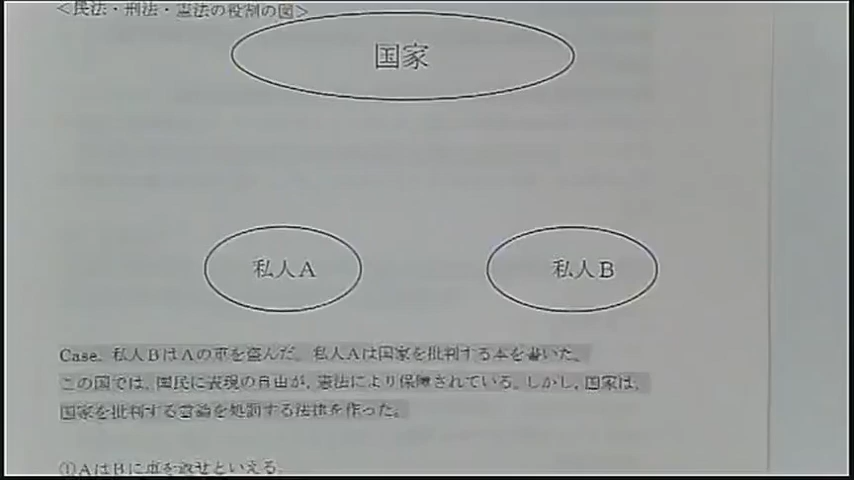 <民法・刑法・憲法の役割の図>
国家
私人A
私人B
Case. 私人BはAの車を盗んだ。私人Aは国家を批判する本を書いた。
この国では、国民に表現の自由が、憲法により保障されている。しかし、国家は、
国家を批判する言論を処罰する法律を作った。
①AはBに車を返せといえる。